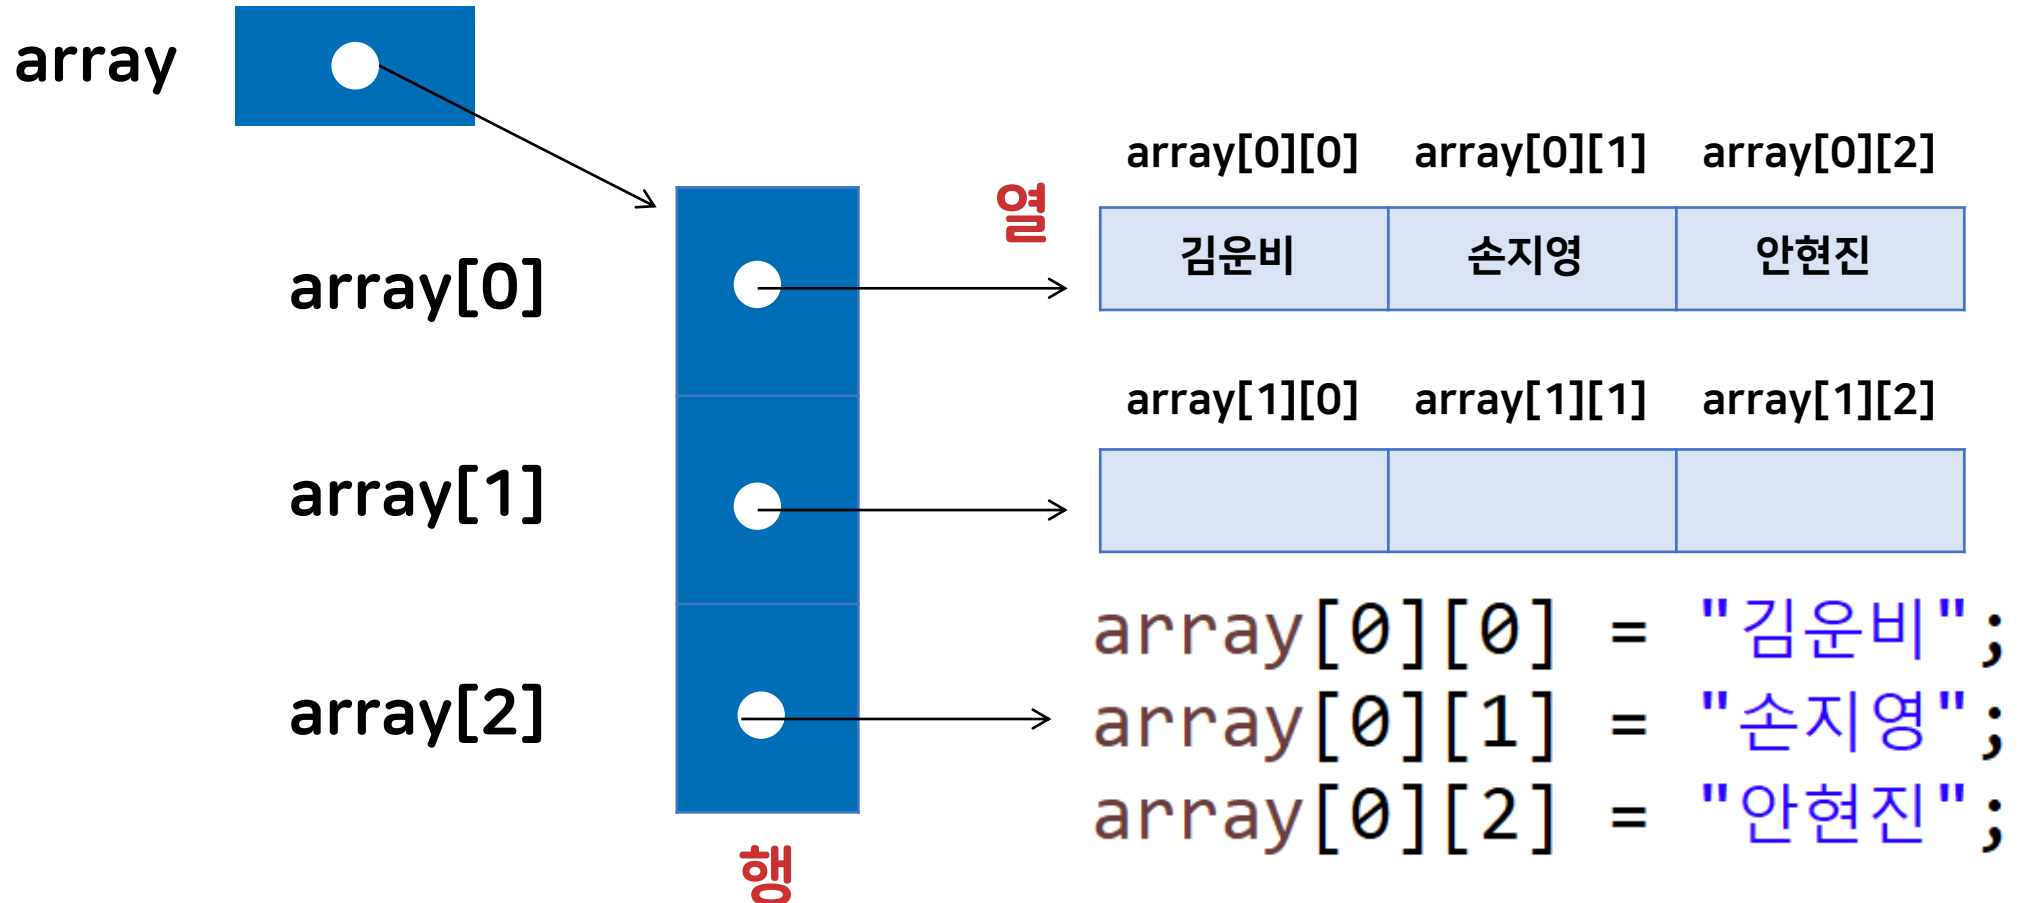 array
array[0][0] array[0][1] array[0][2]
열
김운비 손지영 안현진
array[0]
array[1][0] array[1][1] array[1][2]
array[1]
array[0][0] = "김운비";
array[2]
array[0][1] = "손지영";
array[0][2] = "안현진";
행